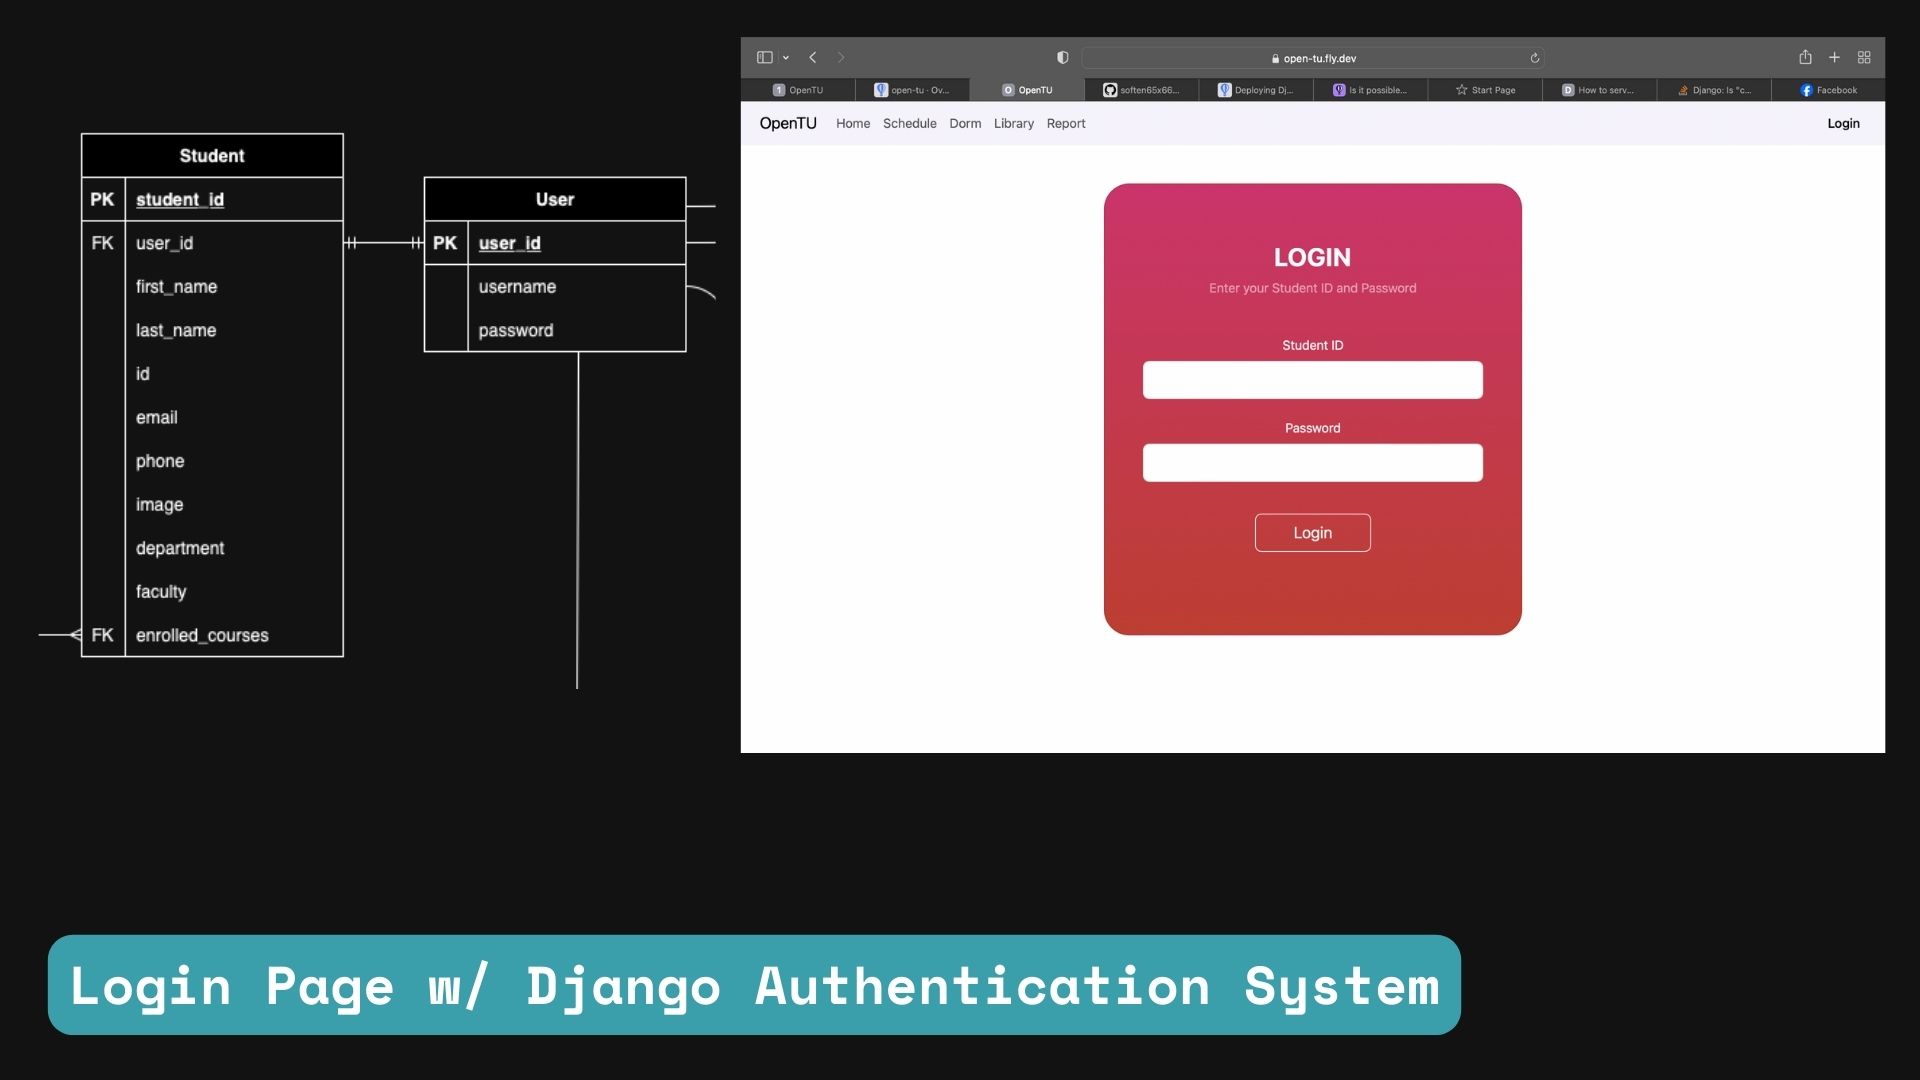 Student
PK student_id
FK user_id
first_name
last_name
id
email
phone
image
department
faculty
FK enrolled_courses
User
PK user_id
username
password
open-tu.fly.dev
1 OpenTU
open-tu · Ov...
O OpenTU
soften65x66...
Deploying Dj...
Is it possible...
Start Page
D How to serv...
Django: Is "c...
Facebook
OpenTU Home Schedule Dorm Library Report Login
LOGIN
Enter your Student ID and Password
Student ID
Password
Login
Login Page w/ Django Authentication System